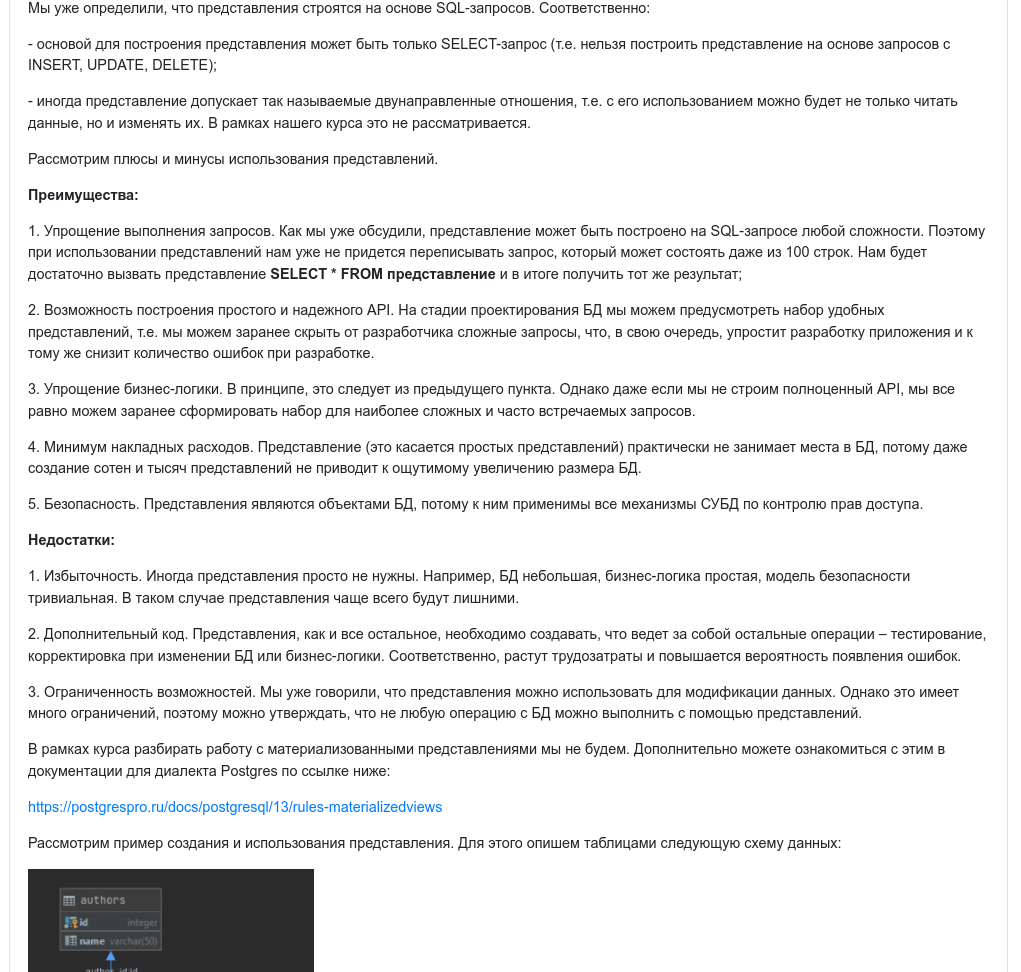 Мы уже определили, что представления строятся на основе SQL-запросов. Соответственно:
- основой для построения представления может быть только SELECT-запрос (т.е. нельзя построить представление на основе запросов с
INSERT, UPDATE, DELETE);
- иногда представление допускает так называемые двунаправленные отношения, т.е. с его использованием можно будет не только читать
данные, но и изменять их. В рамках нашего курса это не рассматривается.
Рассмотрим плюсы и минусы использования представлений.
Преимущества:
1. Упрощение выполнения запросов. Как мы уже обсудили, представление может быть построено на SQL-запросе любой сложности. Поэтому
при использовании представлений нам уже не придется переписывать запрос, который может состоять даже из 100 строк. Нам будет
достаточно вызвать представление SELECT * FROM представление и в итоге получить тот же результат;
2. Возможность построения простого и надежного API. На стадии проектирования БД мы можем предусмотреть набор удобных
представлений, т.е. мы можем заранее скрыть от разработчика сложные запросы, что, в свою очередь, упростит разработку приложения и к
тому же снизит количество ошибок при разработке.
3. Упрощение бизнес-логики. В принципе, это следует из предыдущего пункта. Однако даже если мы не строим полноценный API, мы все
равно можем заранее сформировать набор для наиболее сложных и часто встречаемых запросов.
4. Минимум накладных расходов. Представление (это касается простых представлений) практически не занимает места в БД, потому даже
создание сотен и тысяч представлений не приводит к ощутимому увеличению размера БД.
5. Безопасность. Представления являются объектами БД, потому к ним применимы все механизмы СУБД по контролю прав доступа.
Недостатки:
1. Избыточность. Иногда представления просто не нужны. Например, БД небольшая, бизнес-логика простая, модель безопасности
тривиальная. В таком случае представления чаще всего будут лишними.
2. Дополнительный код. Представления, как и все остальное, необходимо создавать, что ведет за собой остальные операции – тестирование,
корректировка при изменении БД или бизнес-логики. Соответственно, растут трудозатраты и повышается вероятность появления ошибок.
3. Ограниченность возможностей. Мы уже говорили, что представления можно использовать для модификации данных. Однако это имеет
много ограничений, поэтому можно утверждать, что не любую операцию с БД можно выполнить с помощью представлений.
В рамках курса разбирать работу с материализованными представлениями мы не будем. Дополнительно можете ознакомиться с этим в
документации для диалекта Postgres по ссылке ниже:
https://postgrespro.ru/docs/postgresql/13/rules-materializedviews
Рассмотрим пример создания и использования представления. Для этого опишем таблицами следующую схему данных:
authors
id integer
name varchar(50)
author_id:id